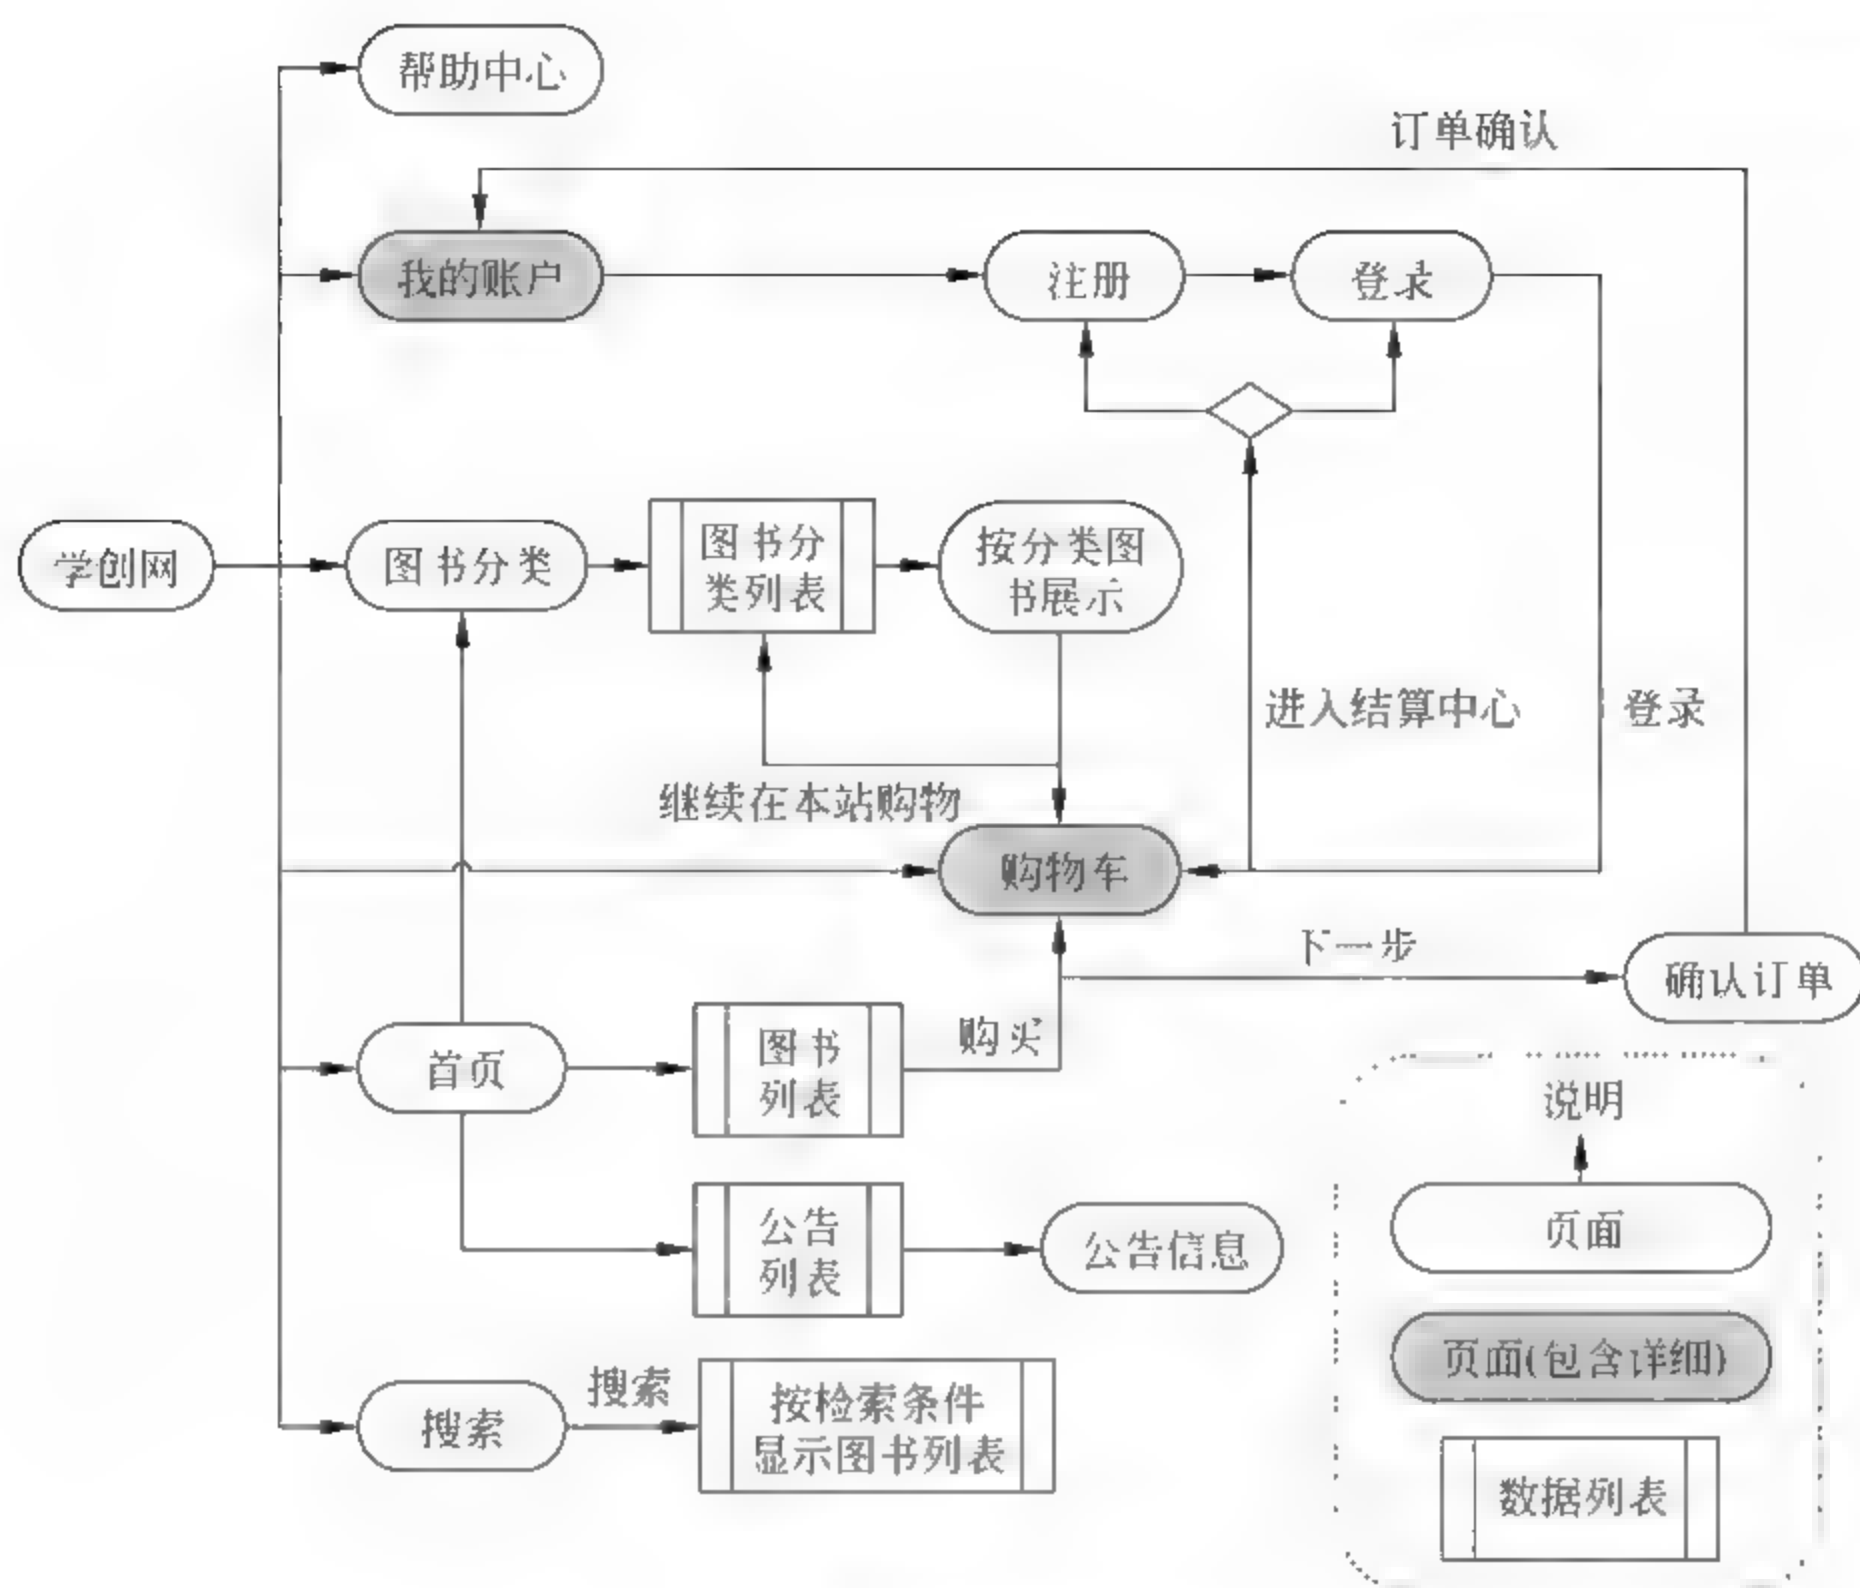 帮助中心
订单确认
我的账户
注册
登录
学创网
图书分类
图书分
类列表
按分类图
书展示
进入结算中心
登录
继续在本站购物
购物车
下一步
确认订单
首页
图书
列表
购买
说明
公告
列表
公告信息
页面
搜索
搜索
按检索条件
显示图书列表
页面(包含详细)
数据列表